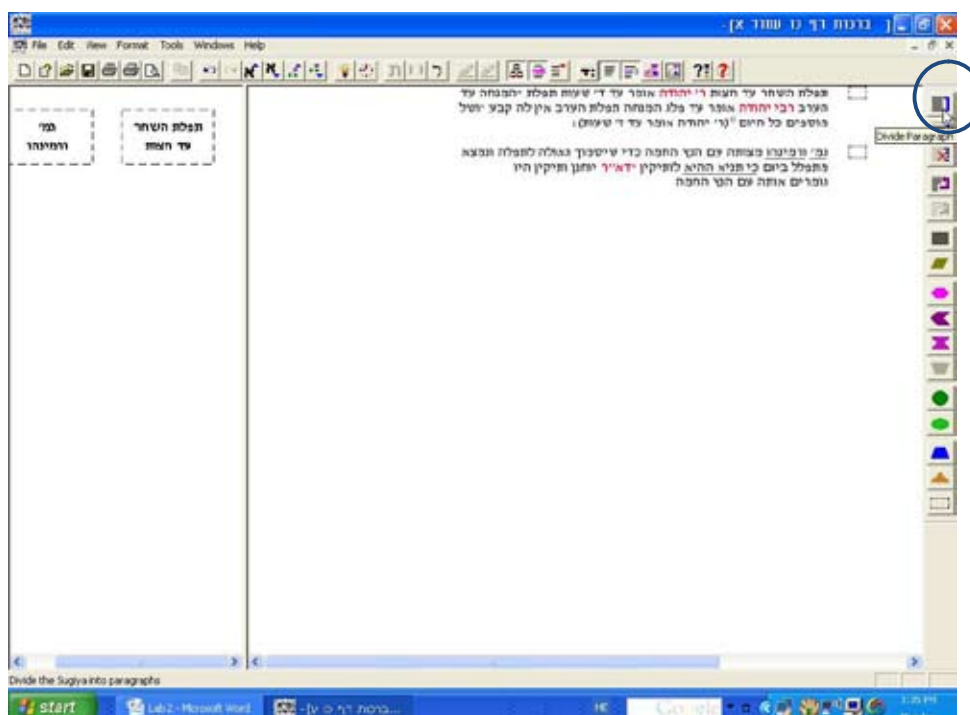 ברכות דף כו עמוד א] -
File Edit View Format Tools Windows Help
תפלת השחר עד חצות ר' יהודה אומר עד ד' שעות תפלת המנחה עד
הערב רבי יהודה אומר עד פלג המנחה תפלת הערב אין לה קבע ושל
מוספים כל היום (ר' יהודה אומר עד ז' שעות):
גמ' ורמינהו מצותה עם הנץ החמה כדי שיסמוך גאולה לתפלה ונמצא
מתפלל ביום כי תניא ההיא לותיקין דא"ר יוחנן ותיקין היו
גומרים אותה עם הנץ החמה
תפלת השחר
עד חצות
גמ'
ורמינהו
Divide Paragraph
Divide the Sugiya into paragraphs
start
Lab2 - Microsoft Word
HE
Google
3:35 PM